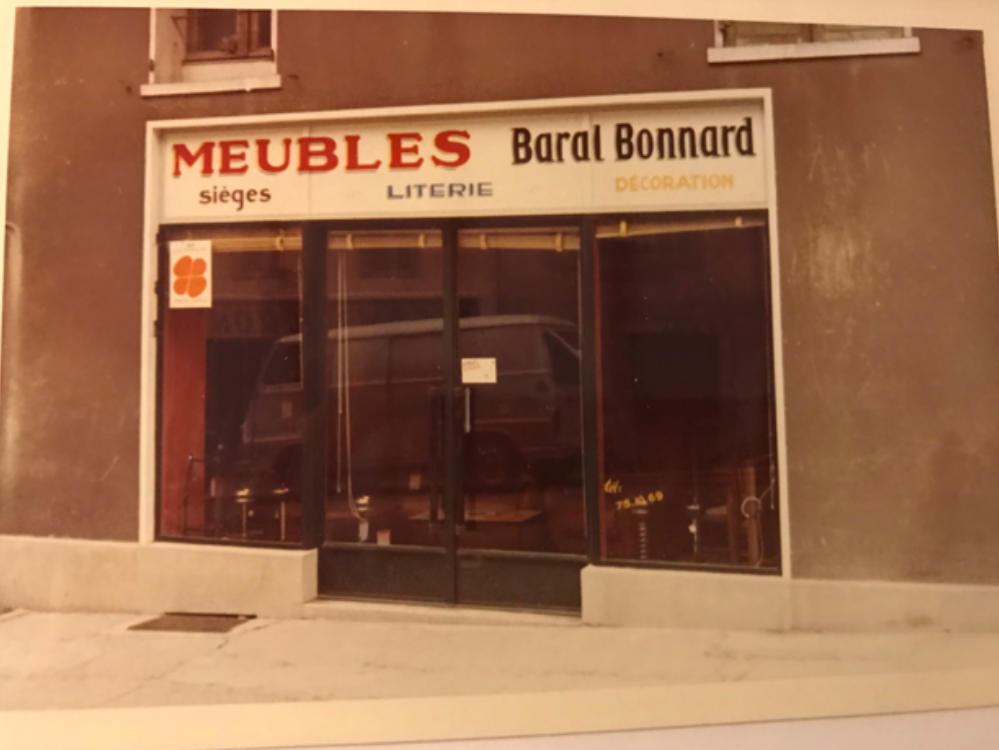 MEUBLES Baral Bonnard
sièges LITERIE DÉCORATION